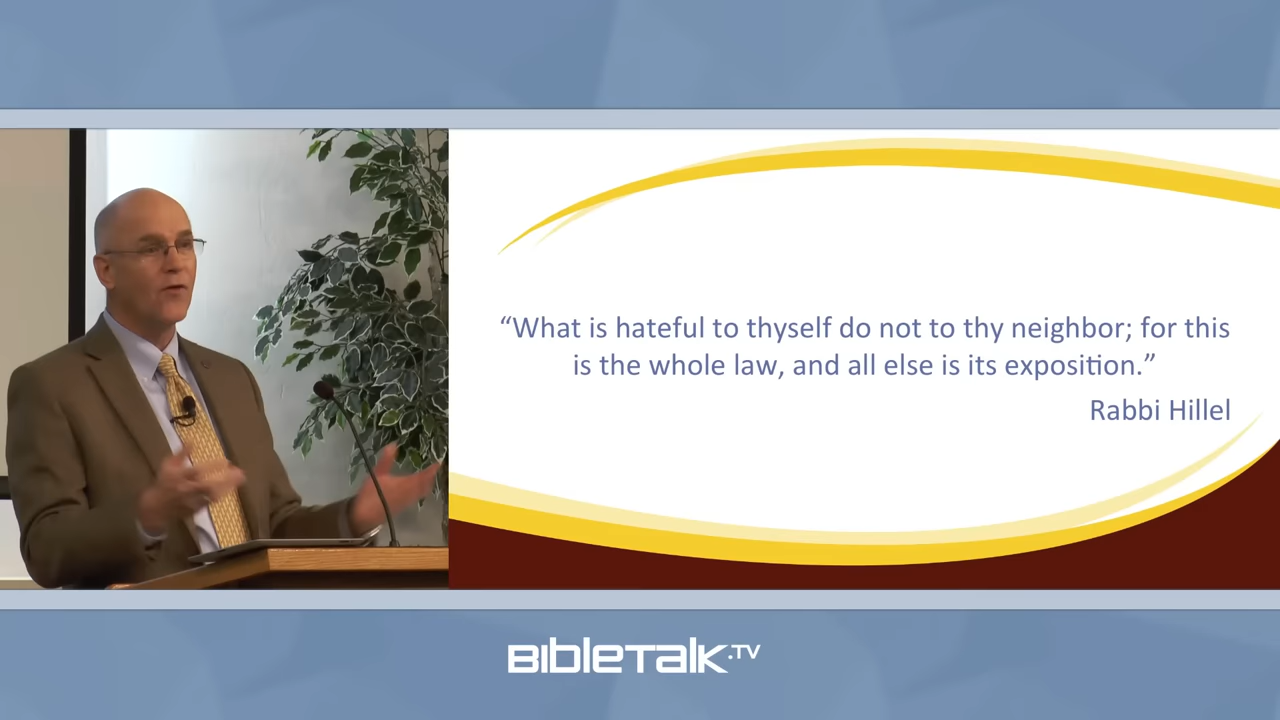 “What is hateful to thyself do not to thy neighbor; for this
is the whole law, and all else is its exposition.”
Rabbi Hillel
BIBLETALK.TV